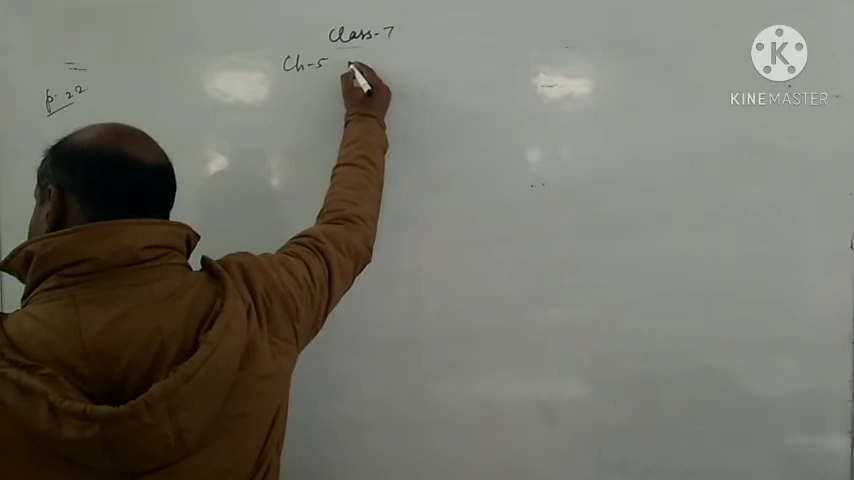 Class-7
Ch-5
p. 22
K
KINEMASTER